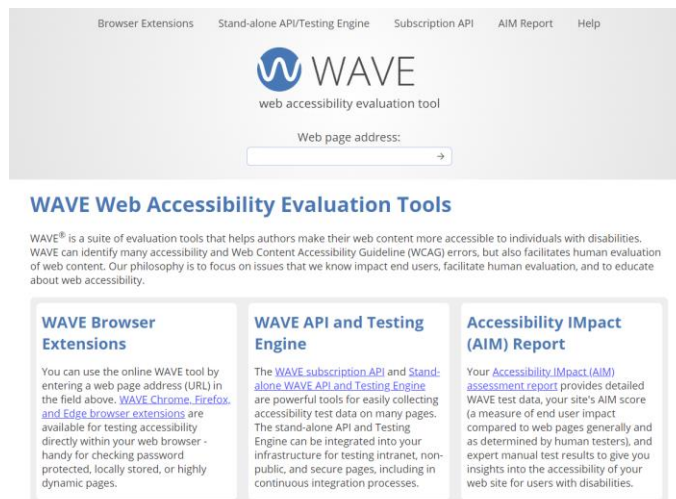 Browser Extensions Stand-alone API/Testing Engine Subscription API AIM Report Help
WAVE
web accessibility evaluation tool
Web page address:
WAVE Web Accessibility Evaluation Tools
WAVE® is a suite of evaluation tools that helps authors make their web content more accessible to individuals with disabilities.
WAVE can identify many accessibility and Web Content Accessibility Guideline (WCAG) errors, but also facilitates human evaluation
of web content. Our philosophy is to focus on issues that we know impact end users, facilitate human evaluation, and to educate
about web accessibility.
WAVE Browser
Extensions
You can use the online WAVE tool by
entering a web page address (URL) in
the field above. WAVE Chrome, Firefox,
and Edge browser extensions are
available for testing accessibility
directly within your web browser -
handy for checking password
protected, locally stored, or highly
dynamic pages.
WAVE API and Testing
Engine
The WAVE subscription API and Stand-
alone WAVE API and Testing Engine
are powerful tools for easily collecting
accessibility test data on many pages.
The stand-alone API and Testing
Engine can be integrated into your
infrastructure for testing intranet, non-
public, and secure pages, including in
continuous integration processes.
Accessibility IMpact
(AIM) Report
Your Accessibility IMpact (AIM)
assessment report provides detailed
WAVE test data, your site's AIM score
(a measure of end user impact
compared to web pages generally and
as determined by human testers), and
expert manual test results to give you
insights into the accessibility of your
web site for users with disabilities.